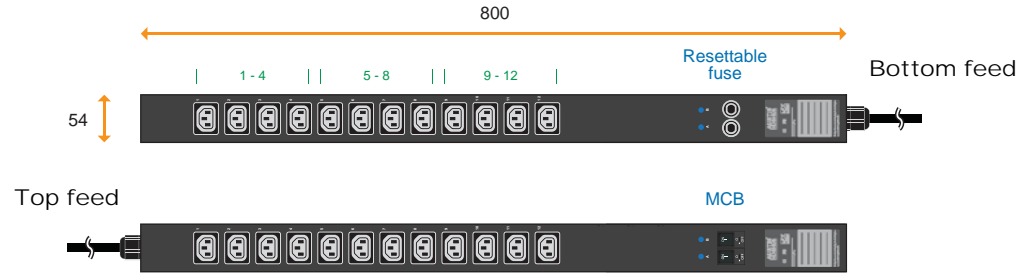 800
Resettable
fuse
Bottom feed
1 - 4
5 - 8
9 - 12
54
B
A
Top feed
MCB
B
A